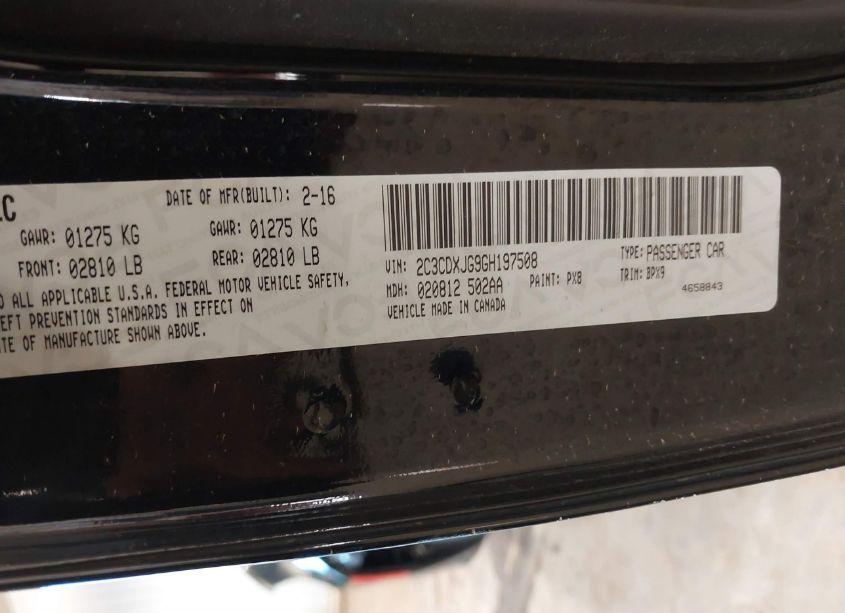 LC
DATE OF MFR(BUILT): 2-16
GAWR: 01275 KG GAWR: 01275 KG
FRONT: 02810 LB REAR: 02810 LB
O ALL APPLICABLE U.S.A. FEDERAL MOTOR VEHICLE SAFETY,
EFT PREVENTION STANDARDS IN EFFECT ON
TE OF MANUFACTURE SHOWN ABOVE.
VIN: 2C3CDXJG9GH197508 TYPE: PASSENGER CAR
MDH: 020812 502AA PAINT: PX8 TRIM: BPX9
VEHICLE MADE IN CANADA 4658843